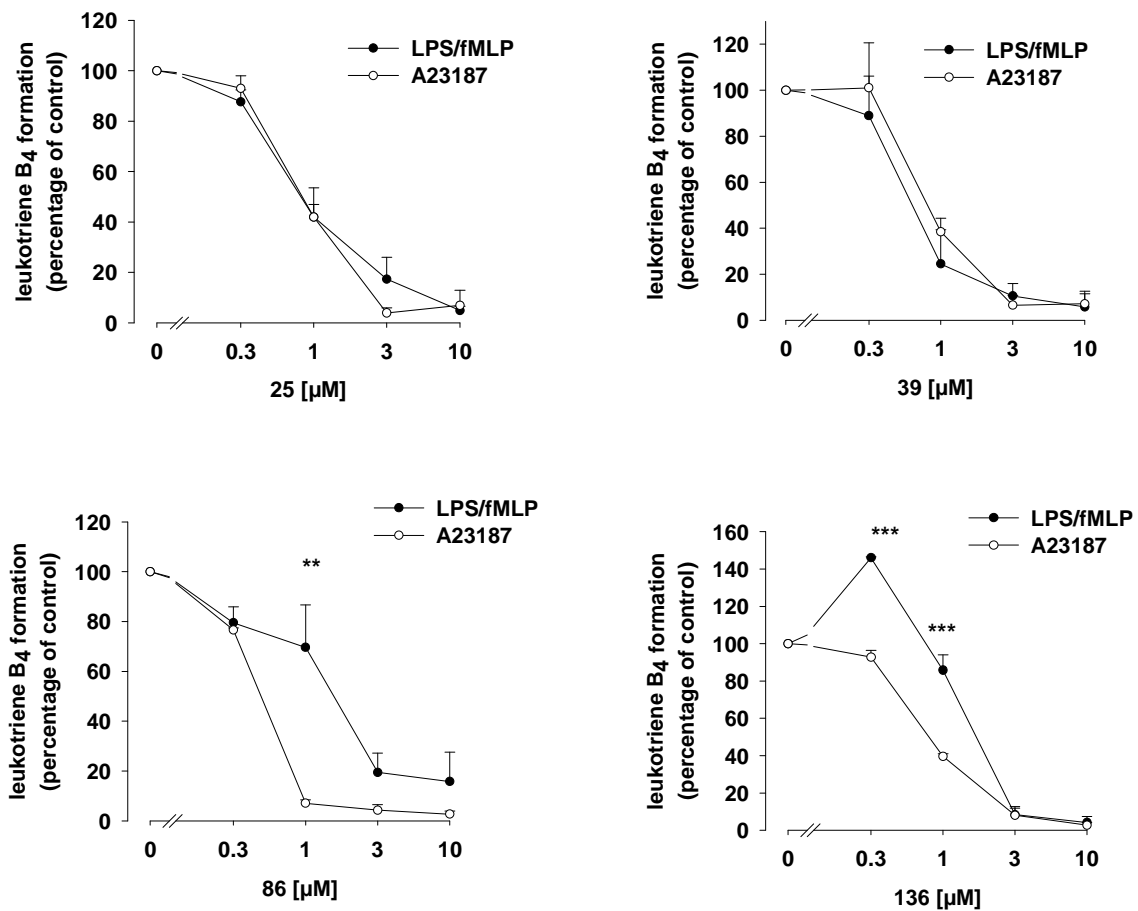 LPS/fMLP
A23187
leukotriene B4 formation
(percentage of control)
120
100
80
60
40
20
0
0 0.3 1 3 10
25 [µM]
LPS/fMLP
A23187
leukotriene B4 formation
(percentage of control)
120
100
80
60
40
20
0
0 0.3 1 3 10
39 [µM]
LPS/fMLP
A23187
**
leukotriene B4 formation
(percentage of control)
120
100
80
60
40
20
0
0 0.3 1 3 10
86 [µM]
LPS/fMLP
A23187
***
***
leukotriene B4 formation
(percentage of control)
160
140
120
100
80
60
40
20
0
0 0.3 1 3 10
136 [µM]